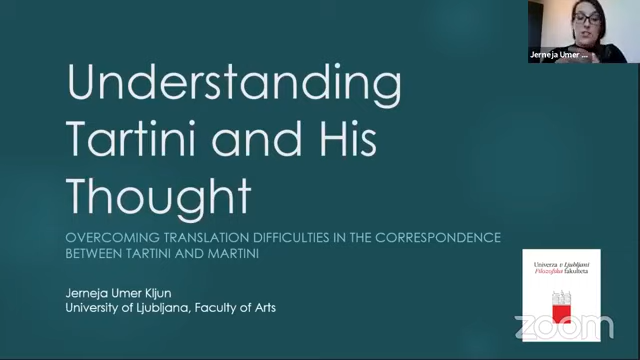 Jerneja Umer ...
Understanding
Tartini and His
Thought
OVERCOMING TRANSLATION DIFFICULTIES IN THE CORRESPONDENCE
BETWEEN TARTINI AND MARTINI
Jerneja Umer Kljun
University of Ljubljana, Faculty of Arts
Univerza v Ljubljani
Filozofska fakulteta
zoom